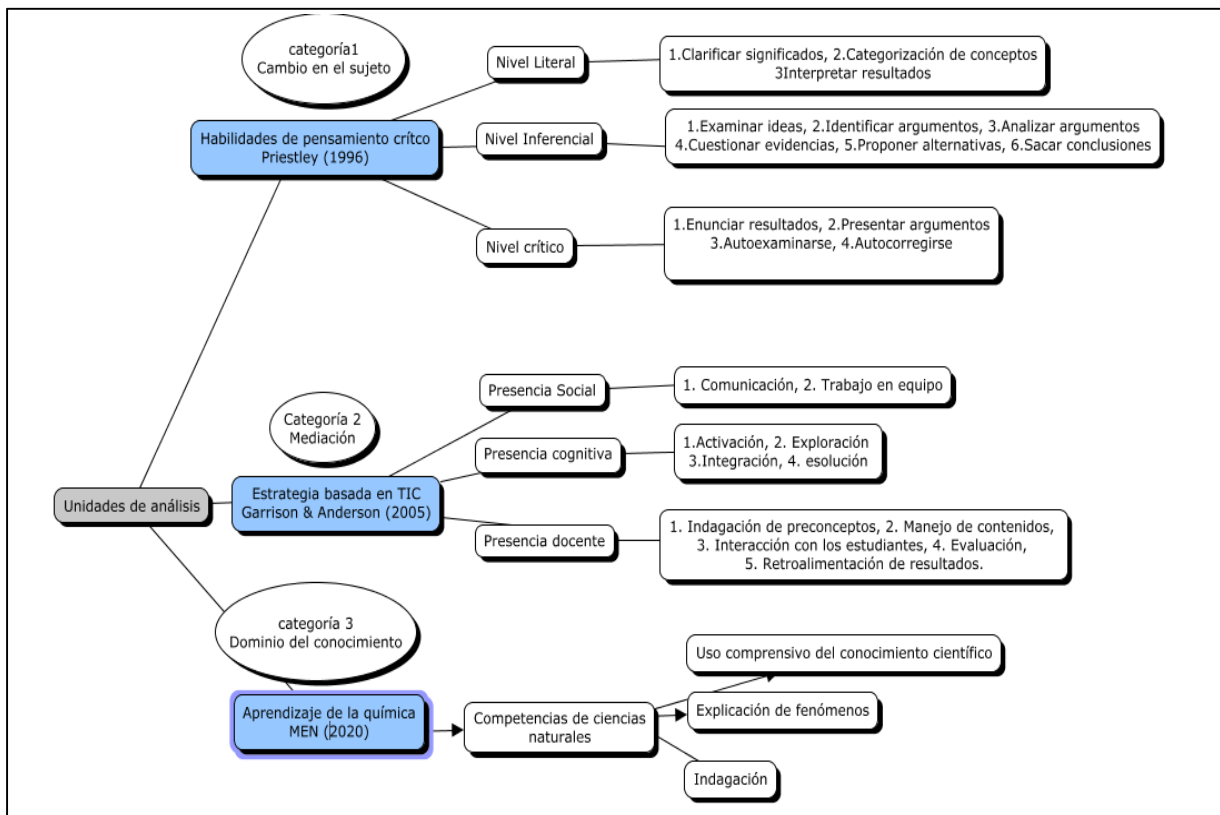 categoría1
Cambio en el sujeto
Habilidades de pensamiento crítco
Priestley (1996)
Nivel Literal
1.Clarificar significados, 2.Categorización de conceptos
3Interpretar resultados
Nivel Inferencial
1.Examinar ideas, 2.Identificar argumentos, 3.Analizar argumentos
4.Cuestionar evidencias, 5.Proponer alternativas, 6.Sacar conclusiones
Nivel crítico
1.Enunciar resultados, 2.Presentar argumentos
3.Autoexaminarse, 4.Autocorregirse
Unidades de análisis
Categoría 2
Mediación
Estrategia basada en TIC
Garrison & Anderson (2005)
Presencia Social
1. Comunicación, 2. Trabajo en equipo
Presencia cognitiva
1.Activación, 2. Exploración
3.Integración, 4. esolución
Presencia docente
1. Indagación de preconceptos, 2. Manejo de contenidos,
3. Interacción con los estudiantes, 4. Evaluación,
5. Retroalimentación de resultados.
categoría 3
Dominio del conocimiento
Aprendizaje de la química
MEN (2020)
Competencias de ciencias
naturales
Uso comprensivo del conocimiento científico
Explicación de fenómenos
Indagación